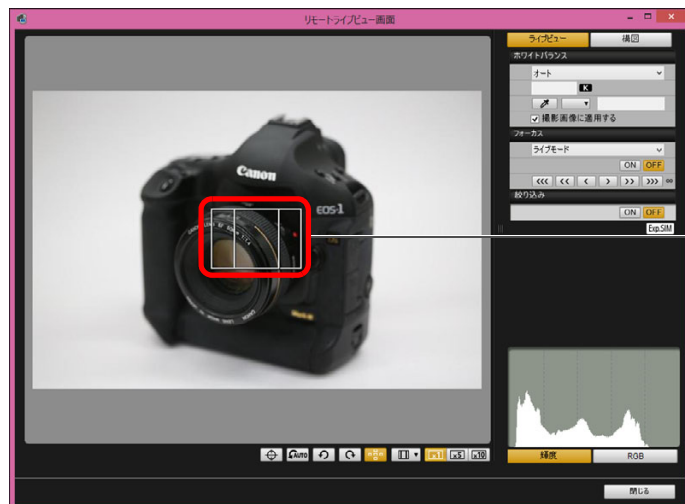 リモートライブビュー画面
ライブビュー 構図
ホワイトバランス
オート
K
撮影画像に適用する
フォーカス
ライブモード
ON OFF
<<< << < > >> >>> ∞
絞り込み
ON OFF
Exp.SIM
Canon
EOS-1
AUTO x1 x5 x10
輝度 RGB
閉じる